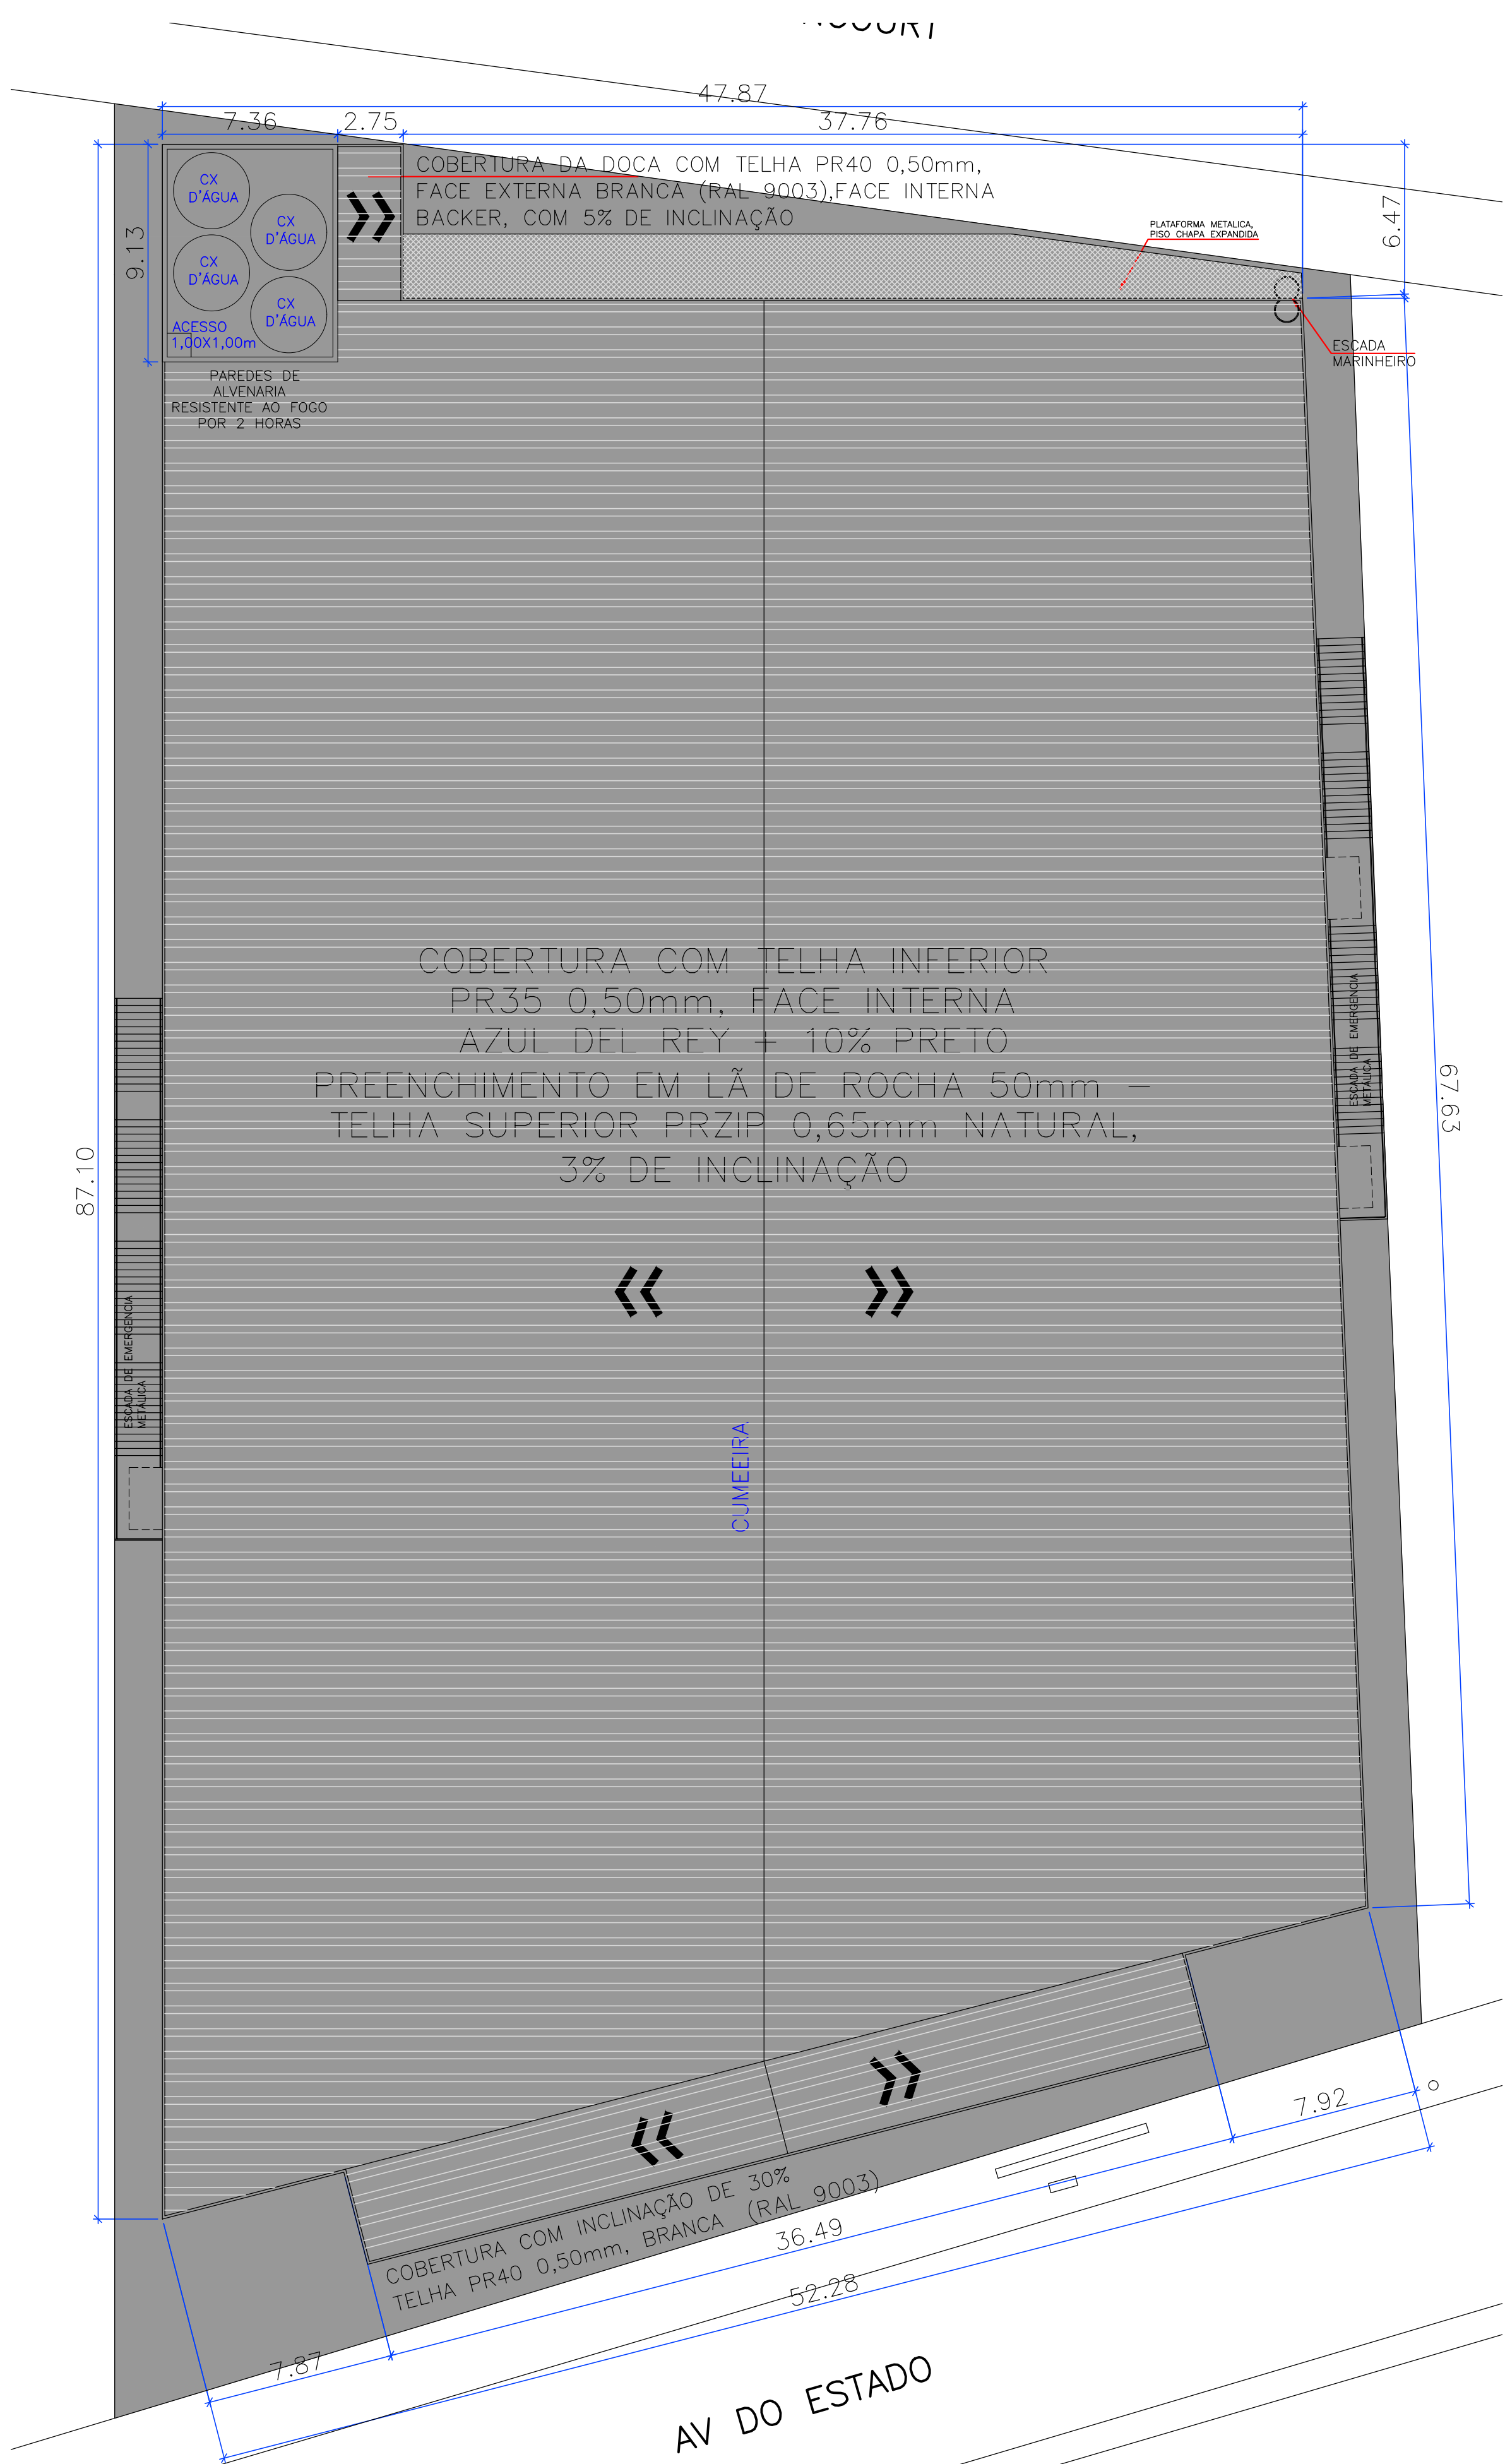 47.87
7.36
2.75
37.76
COBERTURA DA DOCA COM TELHA PR40 0,50mm,
FACE EXTERNA BRANCA (RAL 9003),FACE INTERNA
BACKER, COM 5% DE INCLINAÇÃO
CX
D'ÁGUA
CX
D'ÁGUA
CX
D'ÁGUA
CX
D'ÁGUA
ACESSO
1,00X1,00m
9.13
PLATAFORMA METALICA,
PISO CHAPA EXPANDIDA
6.47
ESCADA
MARINHEIRO
PAREDES DE
ALVENARIA
RESISTENTE AO FOGO
POR 2 HORAS
COBERTURA COM TELHA INFERIOR
PR35 0,50mm, FACE INTERNA
AZUL DEL REY + 10% PRETO
PREENCHIMENTO EM LÃ DE ROCHA 50mm –
TELHA SUPERIOR PRZIP 0,65mm NATURAL,
3% DE INCLINAÇÃO
ESCADA DE EMERGENCIA
METÁLICA
67.63
87.10
ESCADA DE EMERGENCIA
METÁLICA
CUMEEIRA
7.92
COBERTURA COM INCLINAÇÃO DE 30%
TELHA PR40 0,50mm, BRANCA (RAL 9003)
36.49
52.28
7.87
AV DO ESTADO